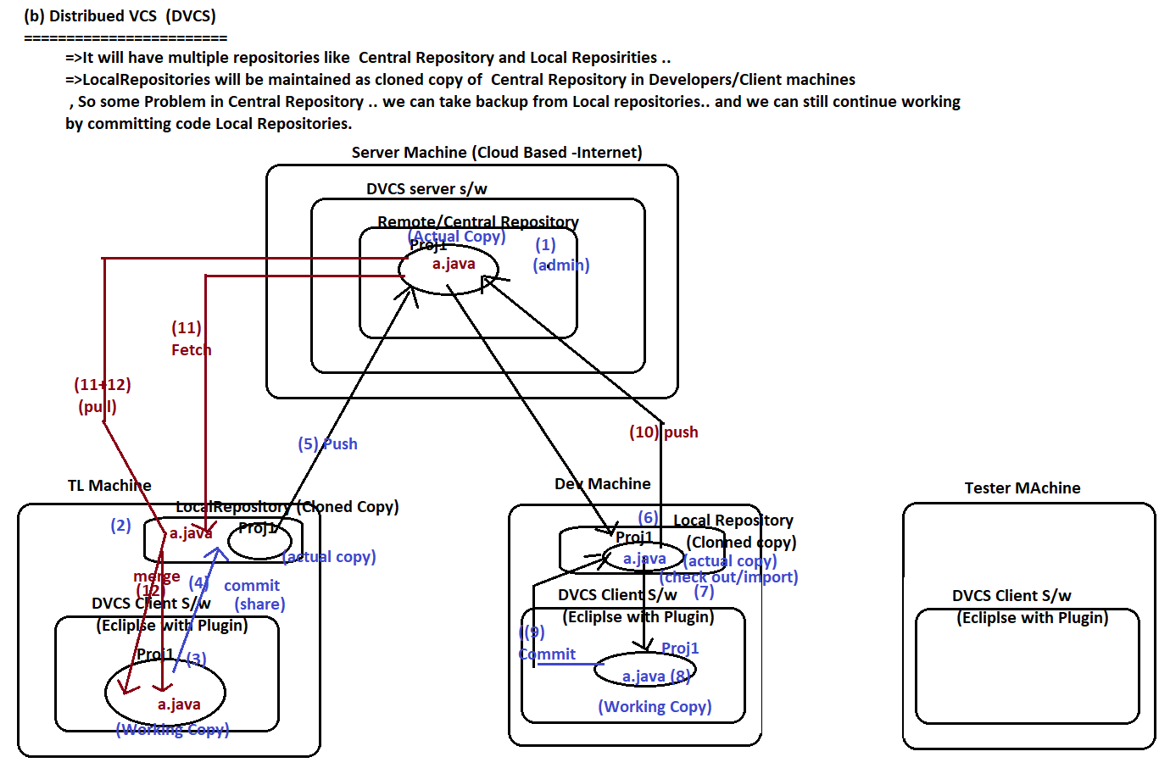 (b) Distribued VCS  (DVCS)
=========================
=>It will have multiple repositories like  Central Repository and Local Reposirities ..
=>LocalRepositories will be maintained as cloned copy of  Central Repository in Developers/Client machines
, So some Problem in Central Repository .. we can take backup from Local repositories.. and we can still continue working
by committing code Local Repositories.
Server Machine (Cloud Based -Internet)
DVCS server s/w
Remote/Central Repository
(Actual Copy)
Proj1
(1)
a.java
(admin)
(11)
Fetch
(11+12)
(pull)
(5) Push
(10) push
TL Machine
LocalRepository (Cloned Copy)
(2)
a.java
Proj1
(actual copy)
merge
(12)
(4)
commit
(share)
DVCS Client S/w
(Ecliplse with Plugin)
Proj1
(3)
a.java
(Working Copy)
Dev Machine
(6)
Local Repository
Proj1
(Clonned copy)
a.java
(actual copy)
(check out/import)
(7)
DVCS Client S/w
(Ecliplse with Plugin)
((9)
Commit
Proj1
a.java (8)
(Working Copy)
Tester MAchine
DVCS Client S/w
(Ecliplse with Plugin)